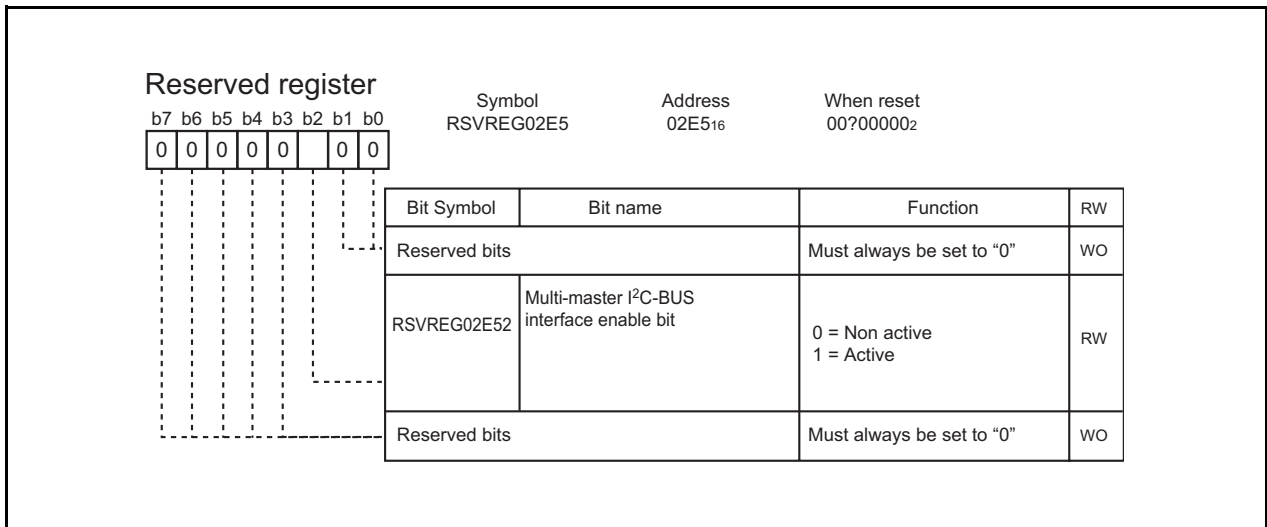 Reserved register
b7 b6 b5 b4 b3 b2 b1 b0
0 0 0 0 0 0 0
Symbol Address When reset
RSVREG02E5 02E516 00?000002
Bit Symbol Bit name Function RW
Reserved bits Must always be set to “0” WO
RSVREG02E52 Multi-master I2C-BUS
interface enable bit
0 = Non active
1 = Active
RW
Reserved bits Must always be set to “0” WO